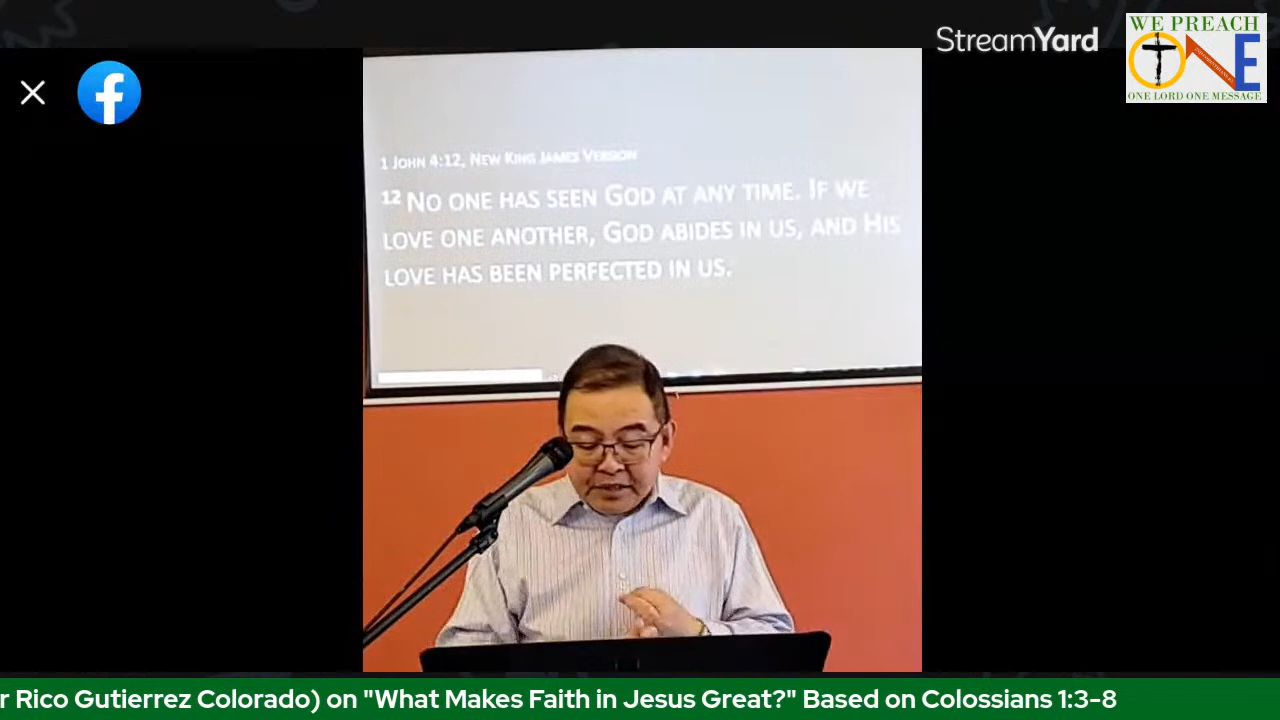 StreamYard
WE PREACH
ONE
ONE LORD ONE MESSAGE
1 JOHN 4:12, NEW KING JAMES VERSION
12 NO ONE HAS SEEN GOD AT ANY TIME. IF WE
LOVE ONE ANOTHER, GOD ABIDES IN US, AND HIS
LOVE HAS BEEN PERFECTED IN US.
r Rico Gutierrez Colorado) on "What Makes Faith in Jesus Great?" Based on Colossians 1:3-8